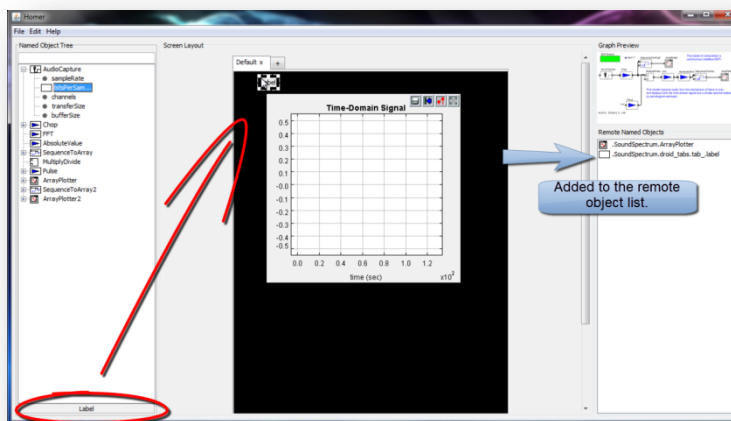 Homer
File Edit Help
Named Object Tree
AudioCapture
sampleRate
bitsPerSam...
channels
transferSize
bufferSize
Chop
FFT
AbsoluteValue
SequenceToArray
MultiplyDivide
Pulse
ArrayPlotter
SequenceToArray2
ArrayPlotter2
Label
Screen Layout
Default x +
Label
Time-Domain Signal
0.5
0.4
0.3
0.2
0.1
-0.0
-0.1
-0.2
-0.3
-0.4
-0.5
0.0 0.2 0.4 0.6 0.8 1.0 1.2
time (sec) x10²
Graph Preview
Remote Named Objects
.SoundSpectrum.ArrayPlotter
.SoundSpectrum.droid_tabs.tab_.label
Added to the remote
object list.